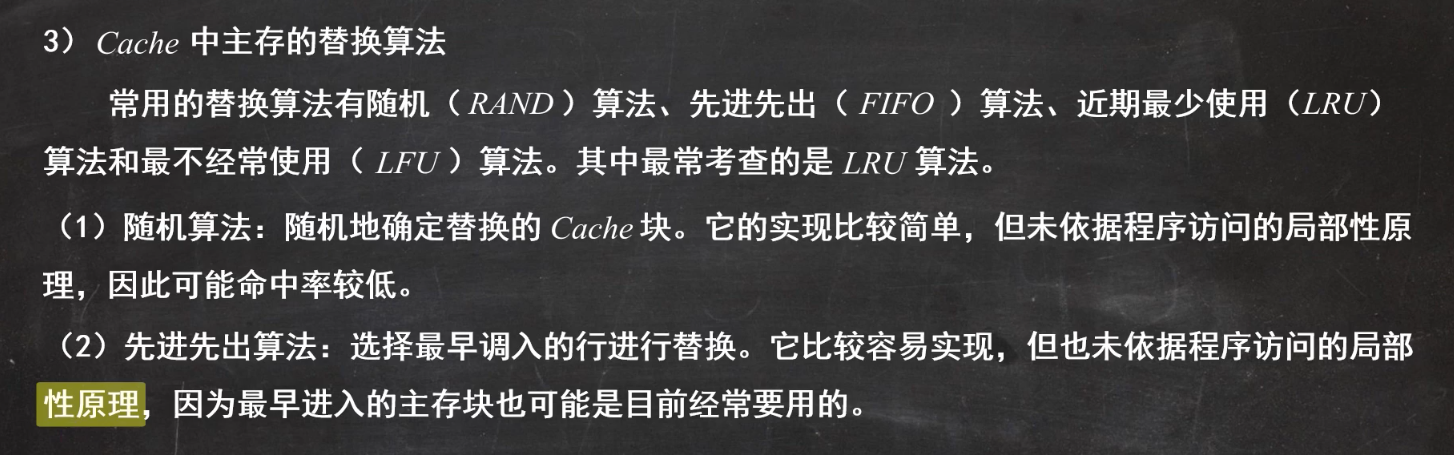 3） Cache 中主存的替换算法
常用的替换算法有随机（ RAND ）算法、先进先出（ FIFO ）算法、近期最少使用（LRU）
算法和最不经常使用（ LFU ）算法。其中最常考查的是 LRU 算法。
（1）随机算法：随机地确定替换的 Cache 块。它的实现比较简单，但未依据程序访问的局部性原
理，因此可能命中率较低。
（2）先进先出算法：选择最早调入的行进行替换。它比较容易实现，但也未依据程序访问的局部
性原理，因为最早进入的主存块也可能是目前经常要用的。